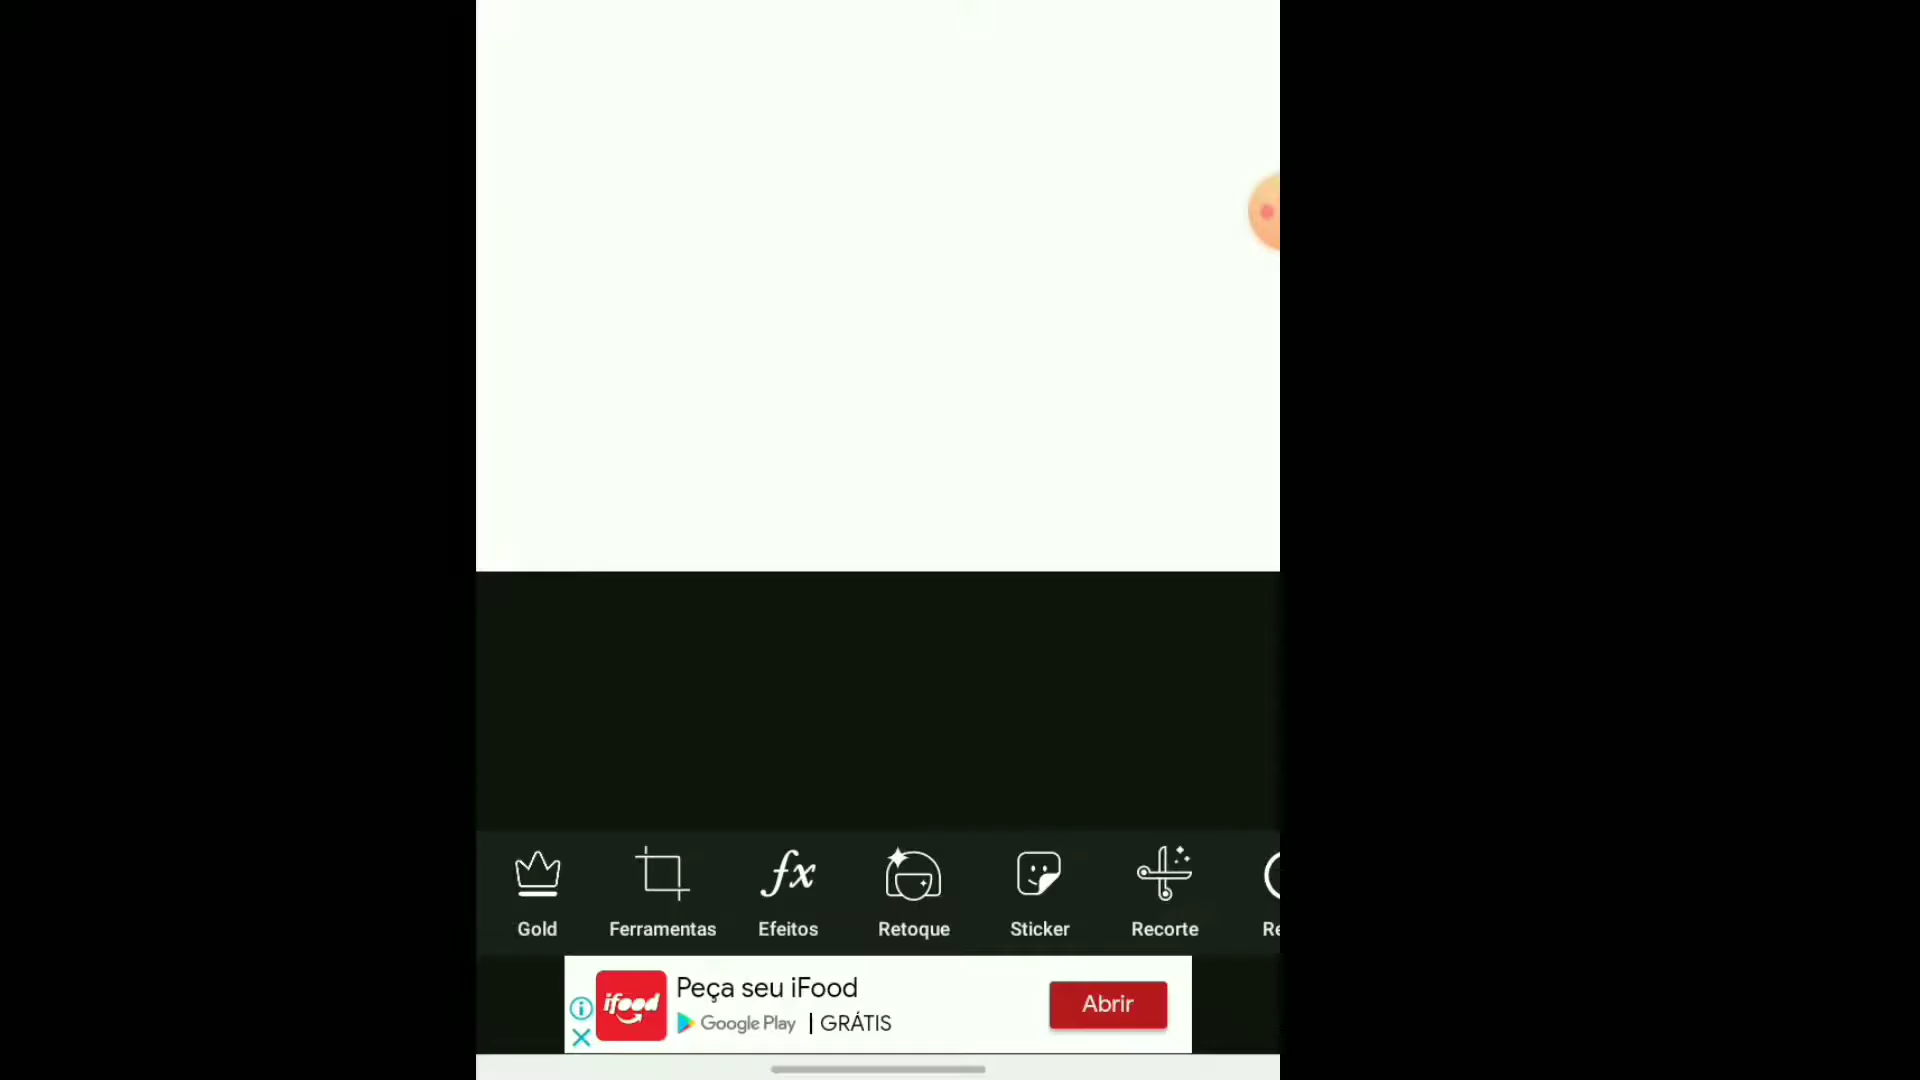 Gold Ferramentas Efeitos Retoque Sticker Recorte
ifood
Peça seu iFood
Google Play | GRÁTIS
Abrir